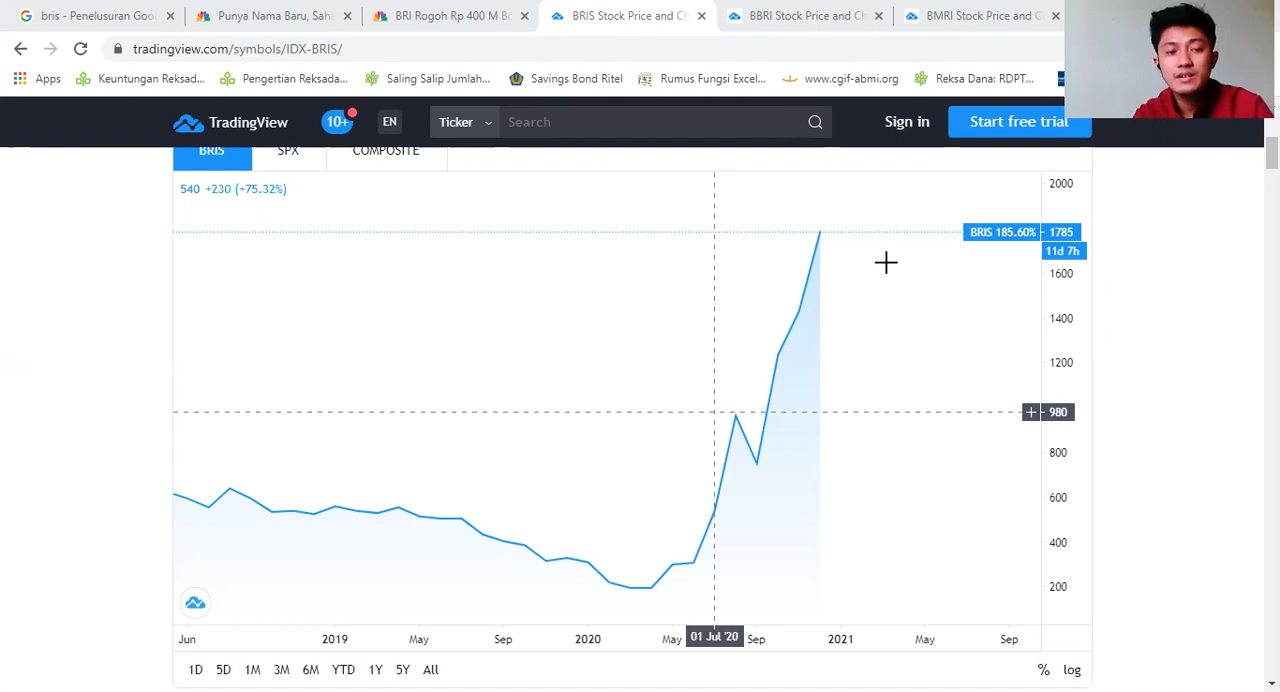 bris - Penelusuran Goo
Punya Nama Baru, Saha
BRI Rogoh Rp 400 M Be
BRIS Stock Price and Ch
BBRI Stock Price and Ch
BMRI Stock Price and C
tradingview.com/symbols/IDX-BRIS/
Apps
Keuntungan Reksad...
Pengertian Reksada...
Saling Salip Jumlah...
Savings Bond Ritel
Rumus Fungsi Excel...
www.cgif-abmi.org
Reksa Dana: RDPT...
TradingView
10+
EN
Ticker
Search
Sign in
Start free trial
BRIS
SPX
COMPOSITE
540 +230 (+75.32%)
2000
BRIS 185.60% 1785
11d 7h
1600
1400
1200
980
800
600
400
200
Jun
2019
May
Sep
2020
May
01 Jul '20
Sep
2021
May
Sep
1D 5D 1M 3M 6M YTD 1Y 5Y All
% log